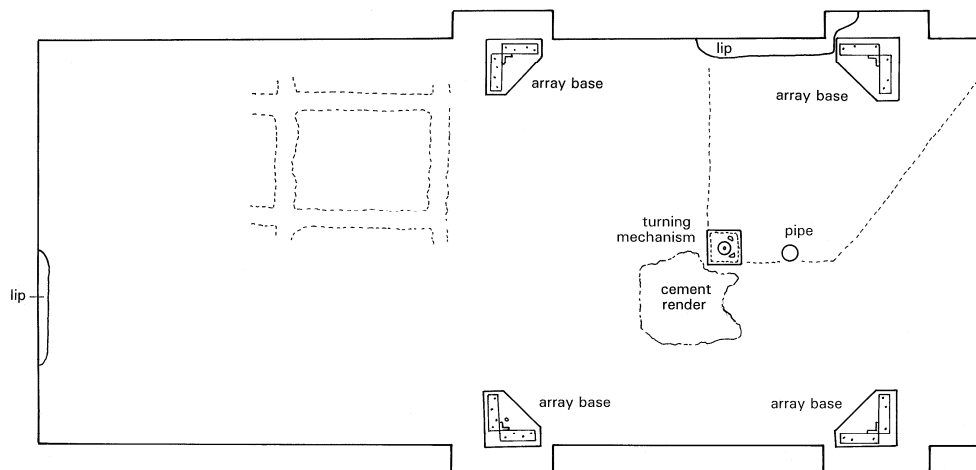 lip
array base
array base
turning
mechanism
pipe
lip
cement
render
array base
array base